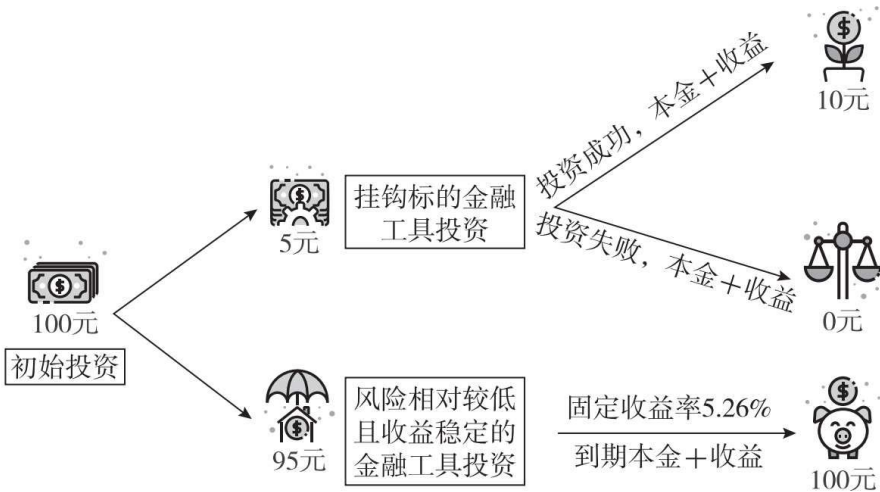 100元
初始投资
5元
挂钩标的金融
工具投资
投资成功，本金＋收益
10元
投资失败，本金＋收益
0元
95元
风险相对较低
且收益稳定的
金融工具投资
固定收益率5.26%
到期本金＋收益
100元